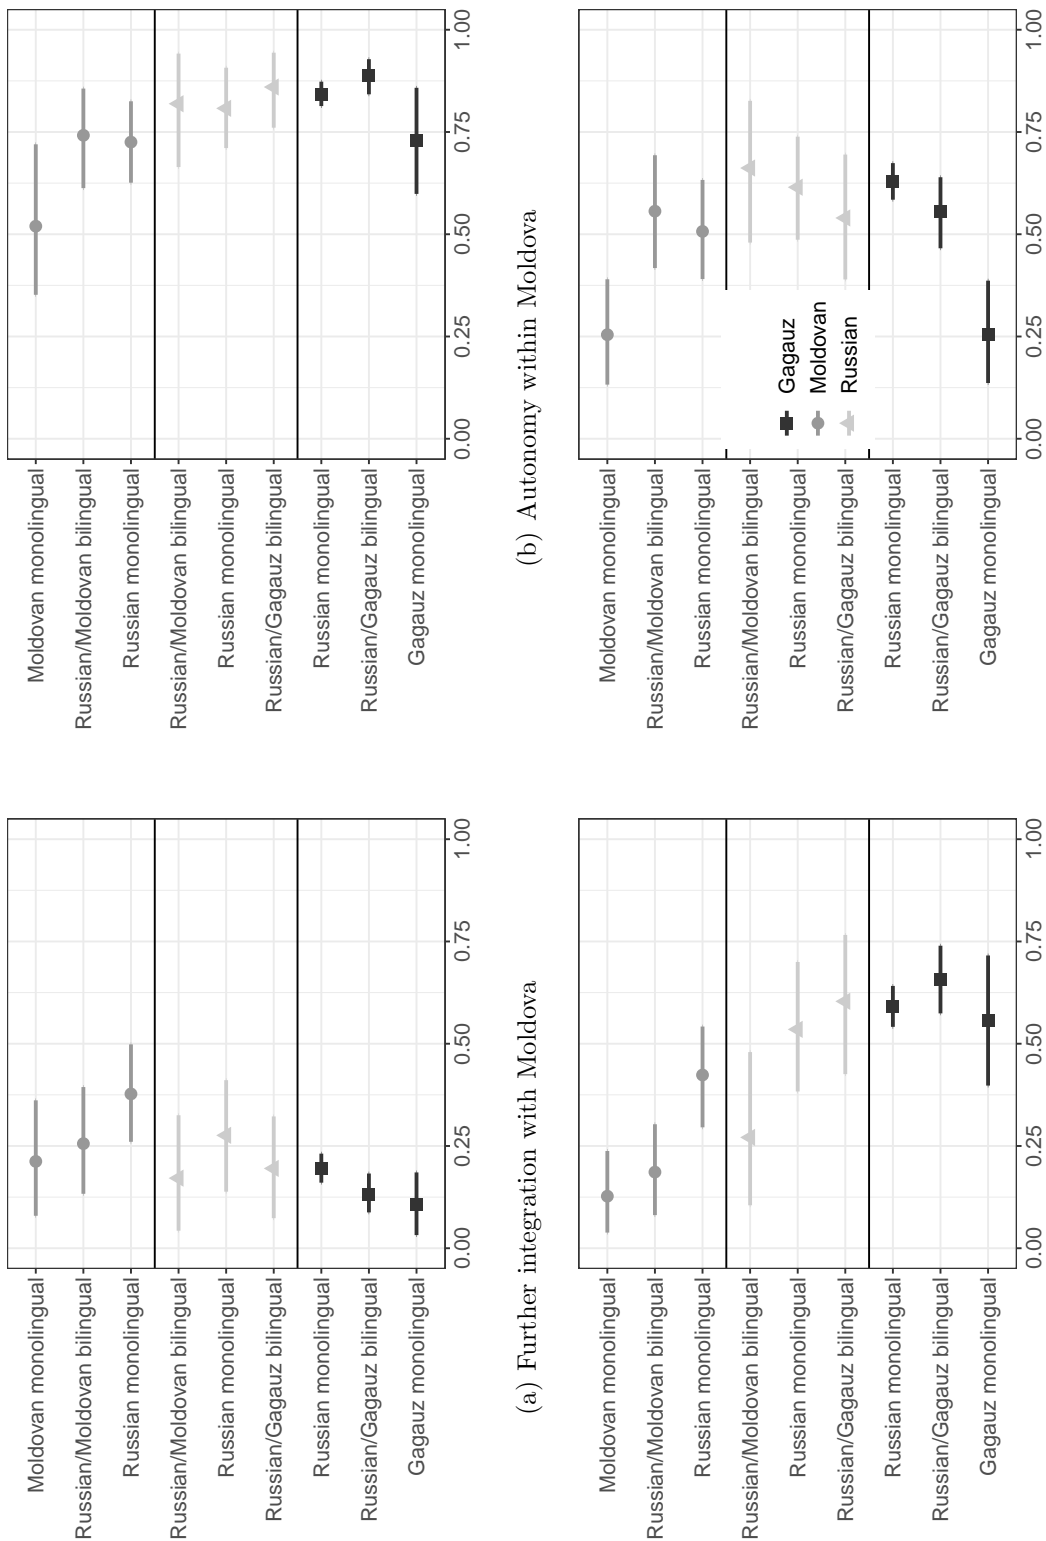 Moldovan monolingual
Russian/Moldovan bilingual
Russian monolingual
Russian/Moldovan bilingual
Russian monolingual
Russian/Gagauz bilingual
Russian monolingual
Russian/Gagauz bilingual
Gagauz monolingual
0.00 0.25 0.50 0.75 1.00
(a) Further integration with Moldova
Moldovan monolingual
Russian/Moldovan bilingual
Russian monolingual
Russian/Moldovan bilingual
Russian monolingual
Russian/Gagauz bilingual
Russian monolingual
Russian/Gagauz bilingual
Gagauz monolingual
0.00 0.25 0.50 0.75 1.00
(b) Autonomy within Moldova
Moldovan monolingual
Russian/Moldovan bilingual
Russian monolingual
Russian/Moldovan bilingual
Russian monolingual
Russian/Gagauz bilingual
Russian monolingual
Russian/Gagauz bilingual
Gagauz monolingual
0.00 0.25 0.50 0.75 1.00
Moldovan monolingual
Russian/Moldovan bilingual
Russian monolingual
Russian/Moldovan bilingual
Russian monolingual
Russian/Gagauz bilingual
Russian monolingual
Russian/Gagauz bilingual
Gagauz monolingual
Gagauz
Moldovan
Russian
0.00 0.25 0.50 0.75 1.00